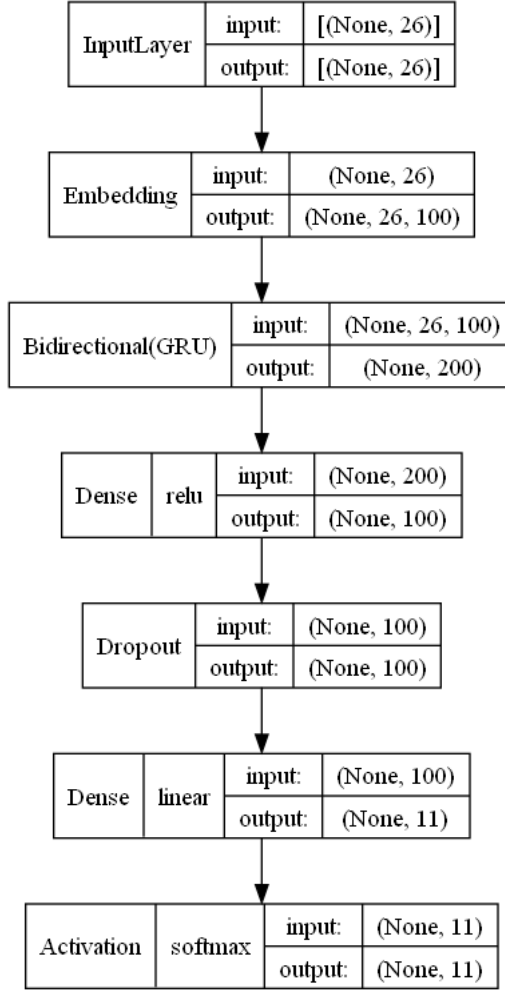 InputLayer input: [(None, 26)]
output: [(None, 26)]
Embedding input: (None, 26)
output: (None, 26, 100)
Bidirectional(GRU) input: (None, 26, 100)
output: (None, 200)
Dense relu input: (None, 200)
output: (None, 100)
Dropout input: (None, 100)
output: (None, 100)
Dense linear input: (None, 100)
output: (None, 11)
Activation softmax input: (None, 11)
output: (None, 11)